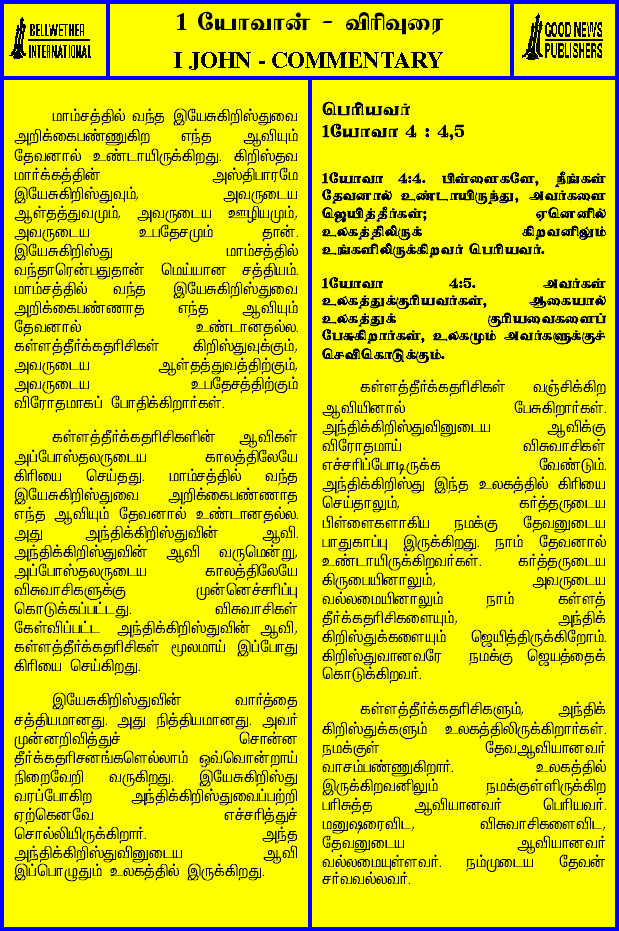 BELLWETHER
INTERNATIONAL
1 யோவான் - விரிவுரை
I JOHN - COMMENTARY
GOOD NEWS
PUBLISHERS
மாம்சத்தில் வந்த இயேசுகிறிஸ்துவை
அறிக்கைபண்ணுகிற எந்த ஆவியும்
தேவனால் உண்டாயிருக்கிறது. கிறிஸ்தவ
மார்க்கத்தின் அஸ்திபாரமே
இயேசுகிறிஸ்துவும், அவருடைய
ஆள்தத்துவமும், அவருடைய ஊழியமும்,
அவருடைய உபதேசமும் தான்.
இயேசுகிறிஸ்து மாம்சத்தில்
வந்தாரென்பதுதான் மெய்யான சத்தியம்.
மாம்சத்தில் வந்த இயேசுகிறிஸ்துவை
அறிக்கைபண்ணாத எந்த ஆவியும்
தேவனால் உண்டானதல்ல.
கள்ளத்தீர்க்கதரிசிகள் கிறிஸ்துவுக்கும்,
அவருடைய ஆள்தத்துவத்திற்கும்,
அவருடைய உபதேசத்திற்கும்
விரோதமாகப் போதிக்கிறார்கள்.
கள்ளத்தீர்க்கதரிசிகளின் ஆவிகள்
அப்போஸ்தலருடைய காலத்திலேயே
கிரியை செய்தது. மாம்சத்தில் வந்த
இயேசுகிறிஸ்துவை அறிக்கைபண்ணாத
எந்த ஆவியும் தேவனால் உண்டானதல்ல.
அது அந்திக்கிறிஸ்துவின் ஆவி.
அந்திக்கிறிஸ்துவின் ஆவி வருமென்று,
அப்போஸ்தலருடைய காலத்திலேயே
விசுவாசிகளுக்கு முன்னெச்சரிப்பு
கொடுக்கப்பட்டது. விசுவாசிகள்
கேள்விப்பட்ட அந்திக்கிறிஸ்துவின் ஆவி,
கள்ளத்தீர்க்கதரிசிகள் மூலமாய் இப்போது
கிரியை செய்கிறது.
இயேசுகிறிஸ்துவின் வார்த்தை
சத்தியமானது. அது நித்தியமானது. அவர்
முன்னறிவித்துச் சொன்ன
தீர்க்கதரிசனங்களெல்லாம் ஒவ்வொன்றாய்
நிறைவேறி வருகிறது. இயேசுகிறிஸ்து
வரப்போகிற அந்திக்கிறிஸ்துவைப்பற்றி
ஏற்கெனவே எச்சரித்துச்
சொல்லியிருக்கிறார். அந்த
அந்திக்கிறிஸ்துவினுடைய ஆவி
இப்பொழுதும் உலகத்தில் இருக்கிறது.
பெரியவர்
1யோவா 4 : 4,5
1யோவா 4:4. பிள்ளைகளே, நீங்கள்
தேவனால் உண்டாயிருந்து, அவர்களை
ஜெயித்தீர்கள்; ஏனெனில்
உலகத்திலிருக் கிறவனிலும்
உங்களிலிருக்கிறவர் பெரியவர்.
1யோவா 4:5. அவர்கள்
உலகத்துக்குரியவர்கள், ஆகையால்
உலகத்துக் குரியவைகளைப்
பேசுகிறார்கள், உலகமும் அவர்களுக்குச்
செவிகொடுக்கும்.
கள்ளத்தீர்க்கதரிசிகள் வஞ்சிக்கிற
ஆவியினால் பேசுகிறார்கள்.
அந்திக்கிறிஸ்துவினுடைய ஆவிக்கு
விரோதமாய் விசுவாசிகள்
எச்சரிப்போடிருக்க வேண்டும்.
அந்திக்கிறிஸ்து இந்த உலகத்தில் கிரியை
செய்தாலும், கர்த்தருடைய
பிள்ளைகளாகிய நமக்கு தேவனுடைய
பாதுகாப்பு இருக்கிறது. நாம் தேவனால்
உண்டாயிருக்கிறவர்கள். கர்த்தருடைய
கிருபையினாலும், அவருடைய
வல்லமையினாலும் நாம் கள்ளத்
தீர்க்கதரிசிகளையும், அந்திக்
கிறிஸ்துக்களையும் ஜெயித்திருக்கிறோம்.
கிறிஸ்துவானவரே நமக்கு ஜெயத்தைக்
கொடுக்கிறவர்.
கள்ளத்தீர்க்கதரிசிகளும், அந்திக்
கிறிஸ்துக்களும் உலகத்திலிருக்கிறார்கள்.
நமக்குள் தேவஆவியானவர்
வாசம்பண்ணுகிறார். உலகத்தில்
இருக்கிறவனிலும் நமக்குள்ளிருக்கிற
பரிசுத்த ஆவியானவர் பெரியவர்.
மனுஷரைவிட, விசுவாசிகளைவிட,
தேவனுடைய ஆவியானவர்
வல்லமையுள்ளவர். நம்முடைய தேவன்
சர்வவல்லவர்.